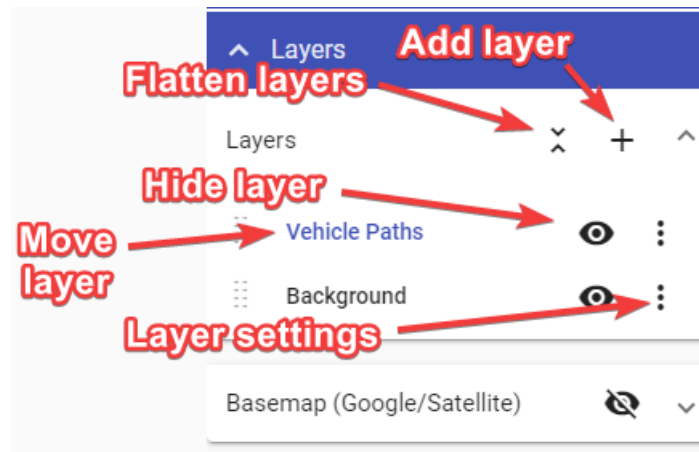 Layers
Add layer
Flatten layers
Layers
Hide layer
Vehicle Paths
Move
layer
Background
Layer settings
Basemap (Google/Satellite)